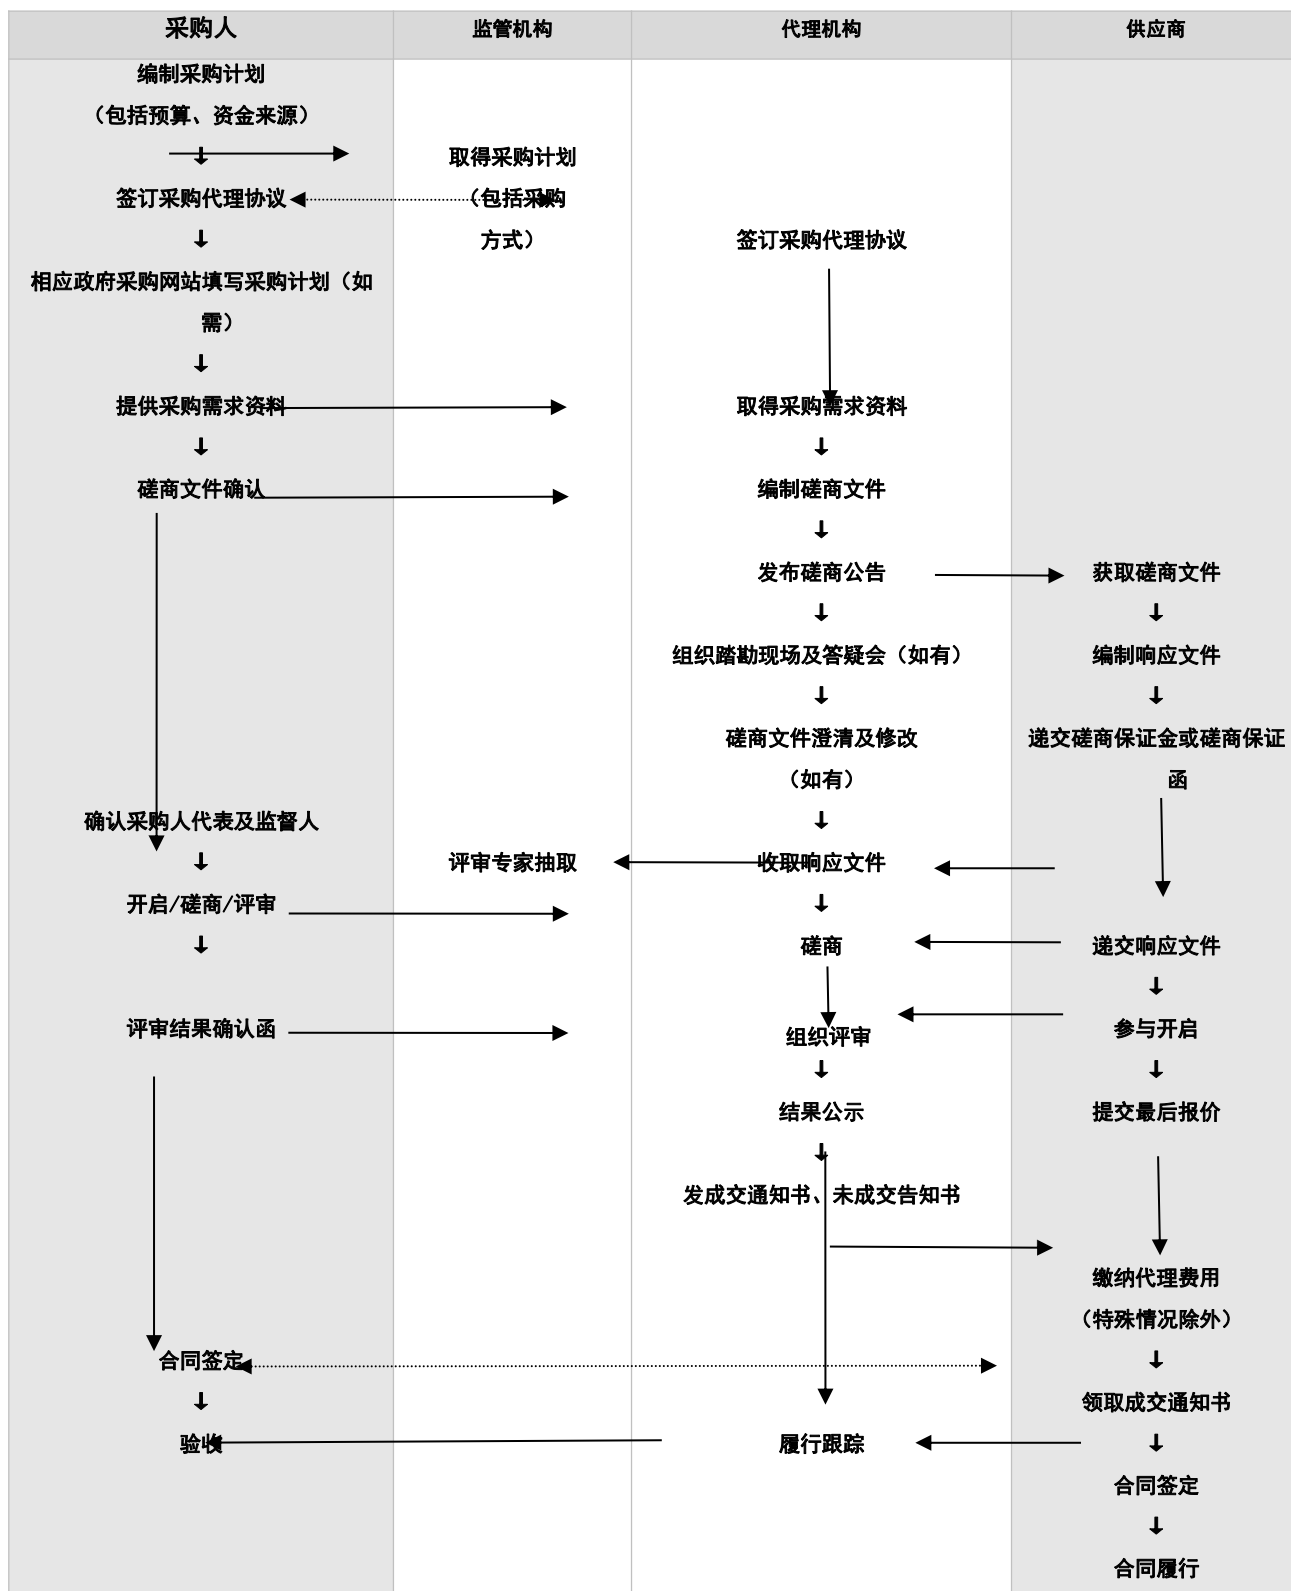 采购人
监管机构
代理机构
供应商
编制采购计划
（包括预算、资金来源）
签订采购代理协议
相应政府采购网站填写采购计划（如
需）
提供采购需求资料
磋商文件确认
确认采购人代表及监督人
开启/磋商/评审
评审结果确认函
合同签定
验收
取得采购计划
（包括采购
方式）
评审专家抽取
签订采购代理协议
取得采购需求资料
编制磋商文件
发布磋商公告
组织踏勘现场及答疑会（如有）
磋商文件澄清及修改
（如有）
收取响应文件
磋商
组织评审
结果公示
发成交通知书、未成交告知书
履行跟踪
获取磋商文件
编制响应文件
递交磋商保证金或磋商保证
函
递交响应文件
参与开启
提交最后报价
缴纳代理费用
（特殊情况除外）
领取成交通知书
合同签定
合同履行